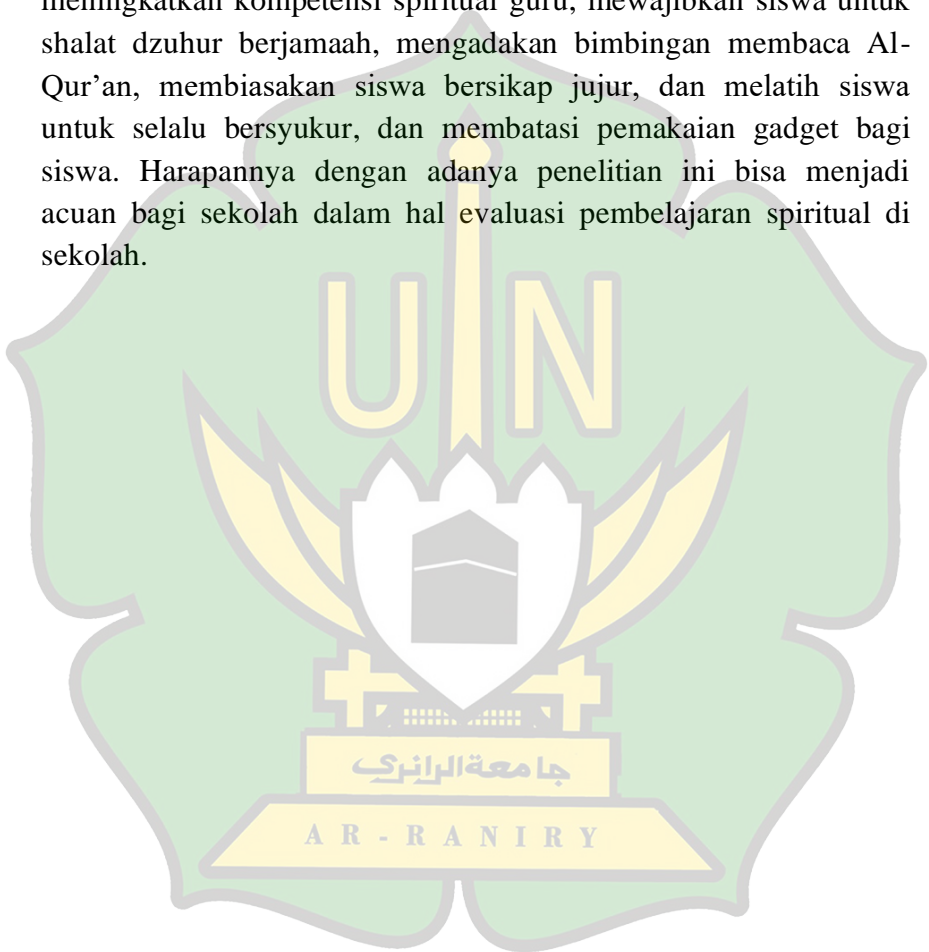 meningkatkan kompetensi spiritual guru, mewajibkan siswa untuk
shalat dzuhur berjamaah, mengadakan bimbingan membaca Al-
Qur’an, membiasakan siswa bersikap jujur, dan melatih siswa
untuk selalu bersyukur, dan membatasi pemakaian gadget bagi
siswa. Harapannya dengan adanya penelitian ini bisa menjadi
acuan bagi sekolah dalam hal evaluasi pembelajaran spiritual di
sekolah.
UIN
جامعة الرانري
AR-RANIRY